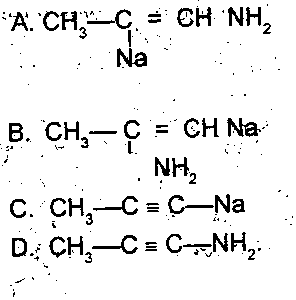 A. CH₃—C = CH NH₂
Na
B. CH₃—C = CH Na
NH₂
C. CH₃—C ≡ C—Na
D. CH₃—C ≡ C—NH₂.